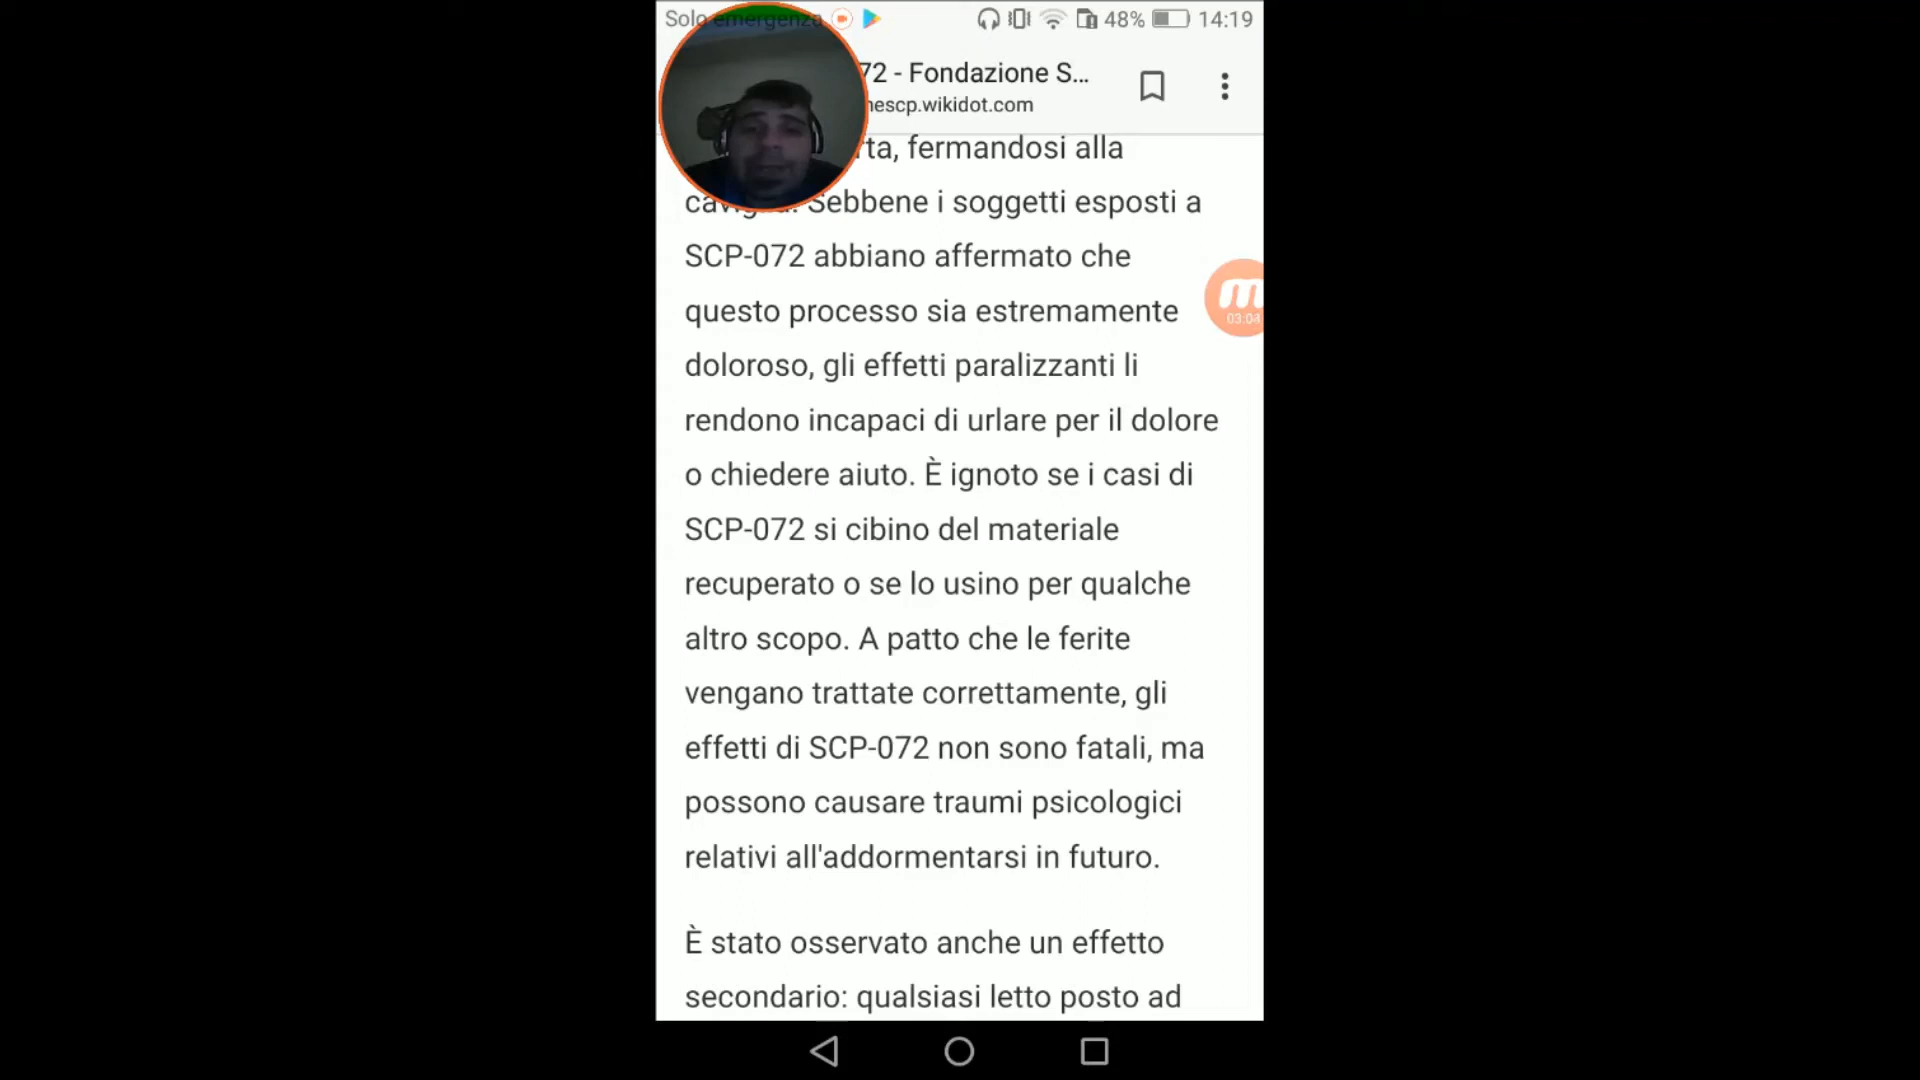 Solo emergenza
48%
14:19
72 - Fondazione S...
nescp.wikidot.com
rta, fermandosi alla
caviglia. Sebbene i soggetti esposti a
SCP-072 abbiano affermato che
questo processo sia estremamente
doloroso, gli effetti paralizzanti li
rendono incapaci di urlare per il dolore
o chiedere aiuto. È ignoto se i casi di
SCP-072 si cibino del materiale
recuperato o se lo usino per qualche
altro scopo. A patto che le ferite
vengano trattate correttamente, gli
effetti di SCP-072 non sono fatali, ma
possono causare traumi psicologici
relativi all'addormentarsi in futuro.
È stato osservato anche un effetto
secondario: qualsiasi letto posto ad